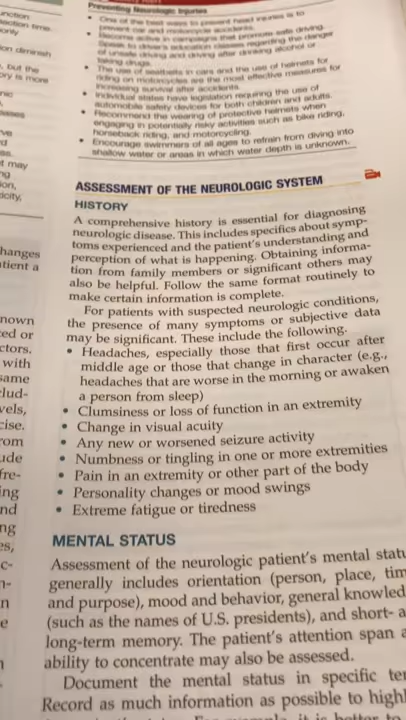 Preventing Neurologic Injuries
• One of the best ways to prevent head injuries is to
prevent car and motorcycle accidents.
• Become active in campaigns that promote safe driving.
Speak to driver's education classes regarding the danger
of unsafe driving and driving after drinking alcohol or
taking drugs.
• The use of seatbelts in cars and the use of helmets for
riding on motorcycles are the most effective measures for
increasing survival after accidents.
• Individual states have legislation requiring the use of
automobile safety devices for both children and adults.
• Recommend the wearing of protective helmets when
engaging in potentially risky activities such as bike riding,
horseback riding, and motorcycling.
• Encourage swimmers of all ages to refrain from diving into
shallow water or areas in which water depth is unknown.
ASSESSMENT OF THE NEUROLOGIC SYSTEM
HISTORY
A comprehensive history is essential for diagnosing
neurologic disease. This includes specifics about symp-
toms experienced and the patient's understanding and
perception of what is happening. Obtaining informa-
tion from family members or significant others may
also be helpful. Follow the same format routinely to
make certain information is complete.
For patients with suspected neurologic conditions,
the presence of many symptoms or subjective data
may be significant. These include the following.
• Headaches, especially those that first occur after
middle age or those that change in character (e.g.,
headaches that are worse in the morning or awaken
a person from sleep)
• Clumsiness or loss of function in an extremity
• Change in visual acuity
• Any new or worsened seizure activity
• Numbness or tingling in one or more extremities
• Pain in an extremity or other part of the body
• Personality changes or mood swings
• Extreme fatigue or tiredness
MENTAL STATUS
Assessment of the neurologic patient's mental statu
generally includes orientation (person, place, tim
and purpose), mood and behavior, general knowled
(such as the names of U.S. presidents), and short- a
long-term memory. The patient's attention span a
ability to concentrate may also be assessed.
Document the mental status in specific ter
Record as much information as possible to highl